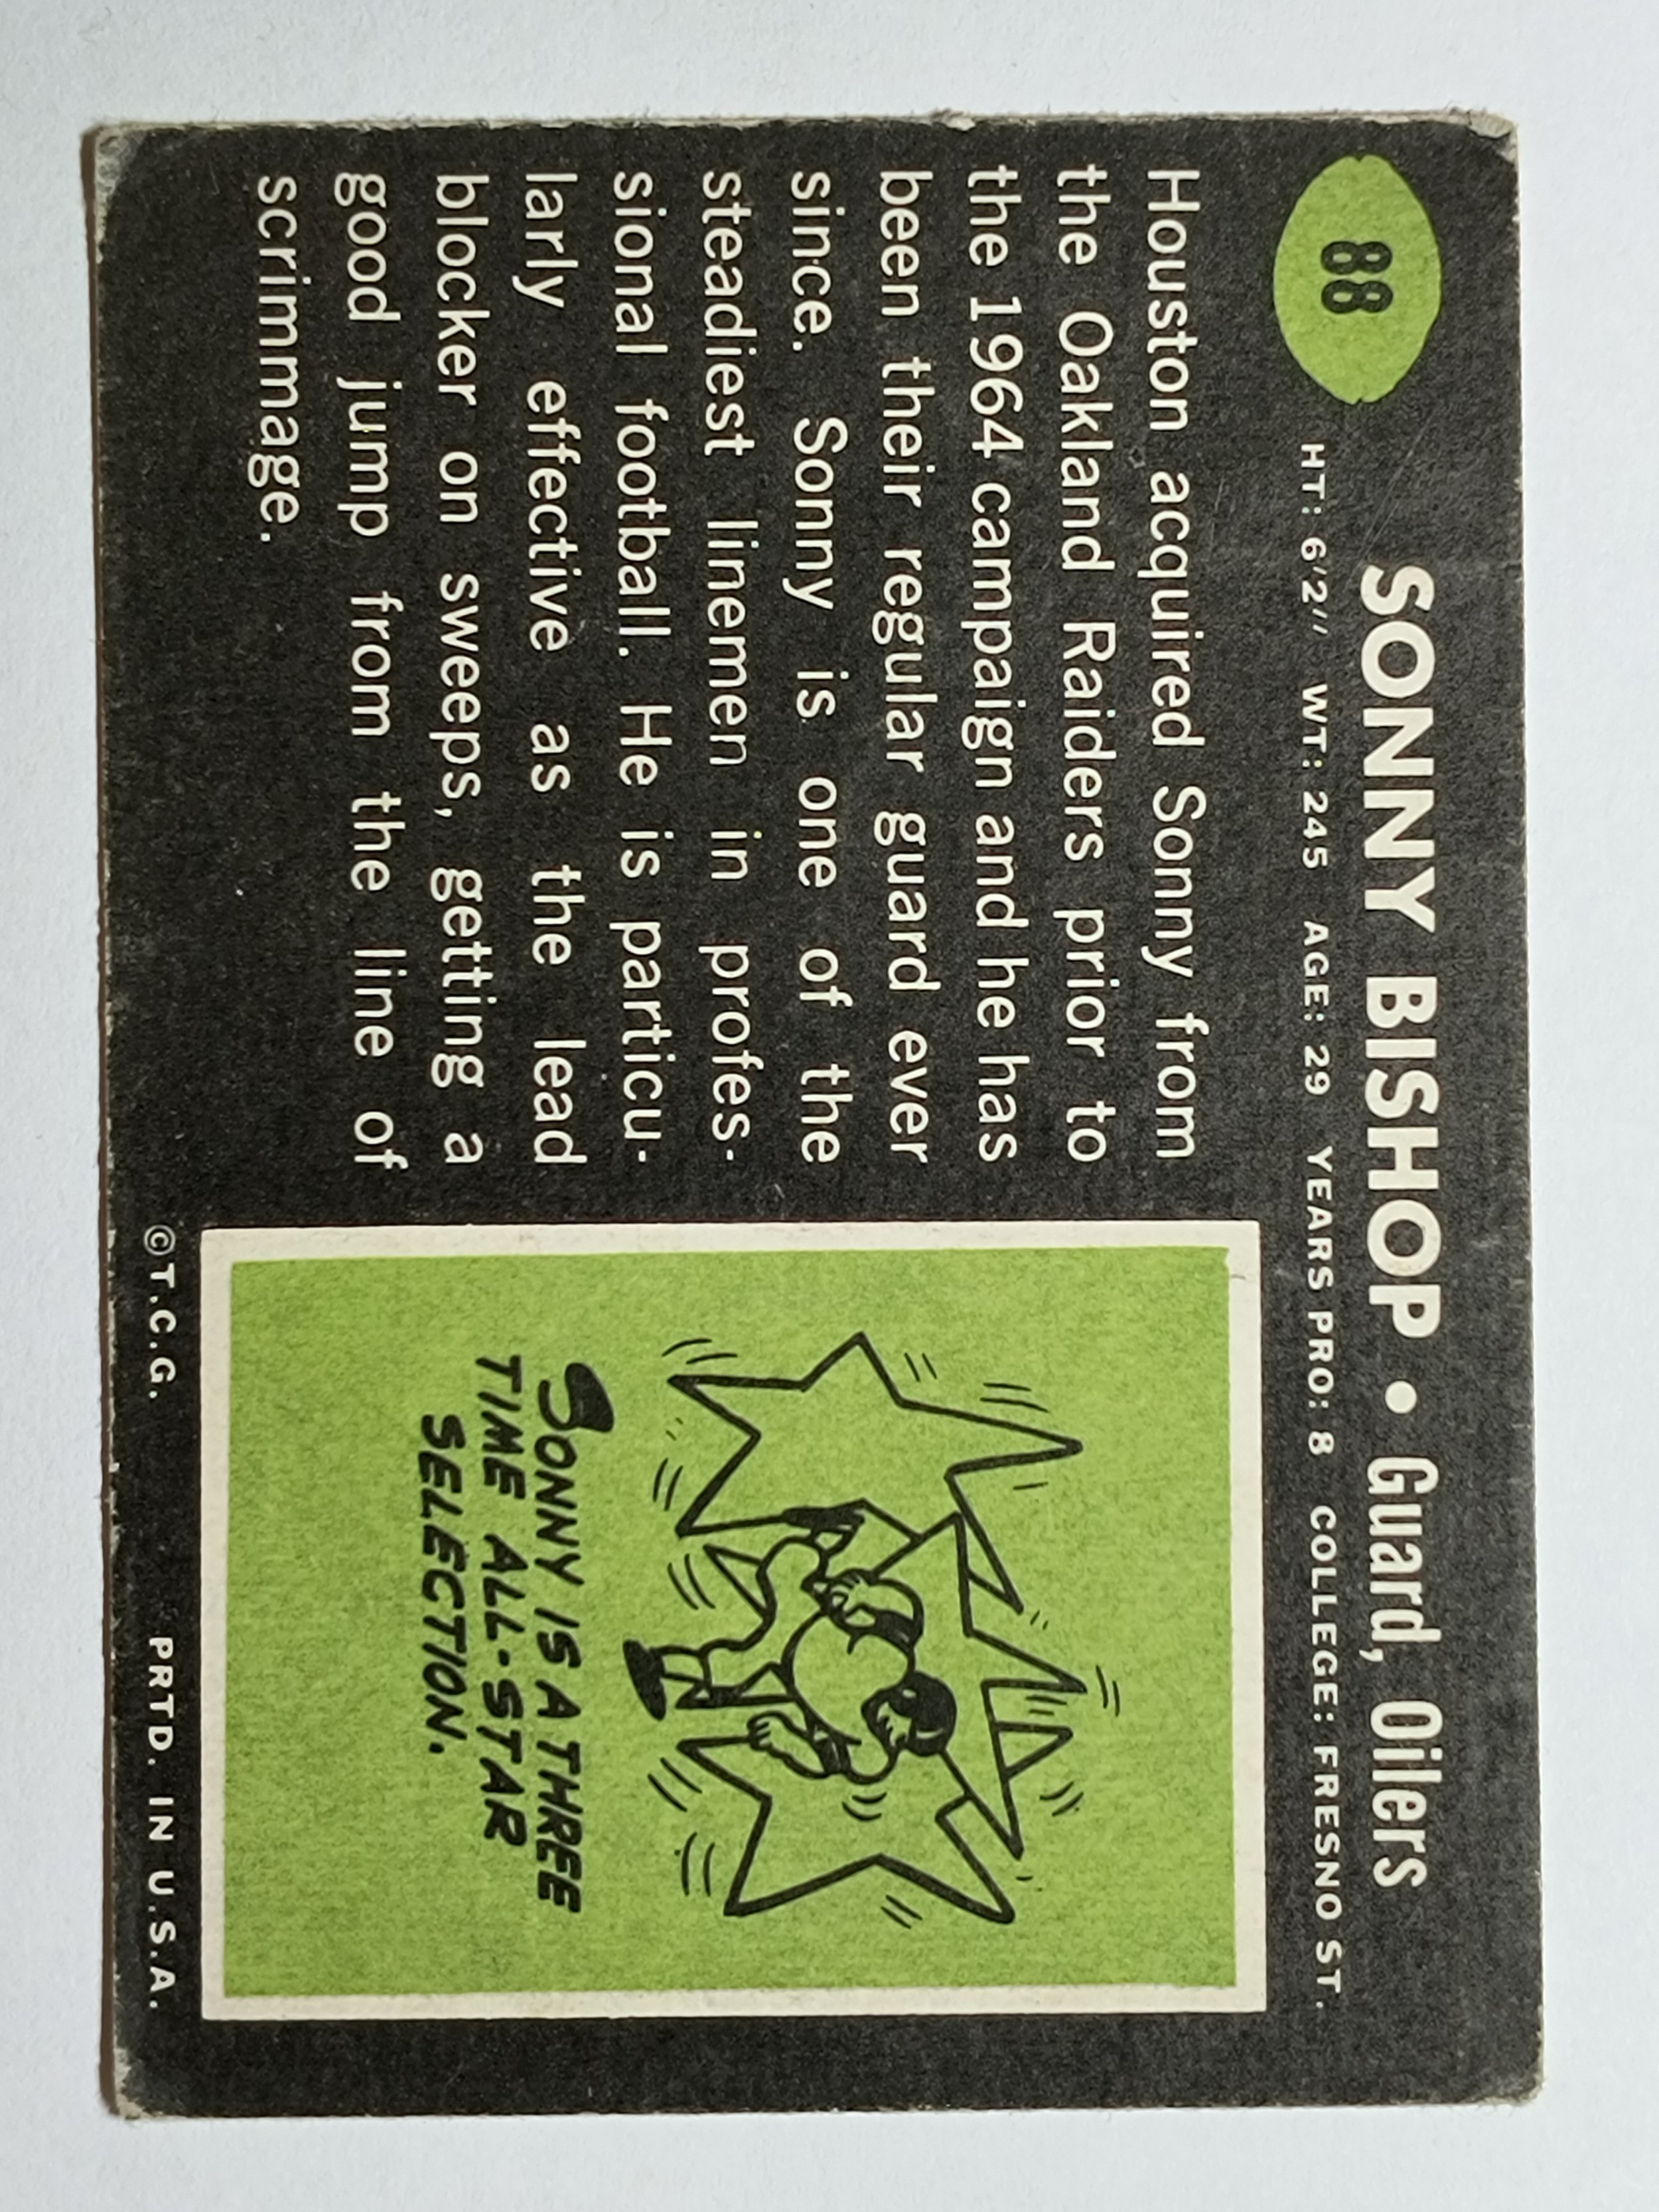 88
SONNY BISHOP • Guard, Oilers
HT: 6'2'' WT: 245 AGE: 29 YEARS PRO: 8 COLLEGE: FRESNO ST.
Houston acquired Sonny from
the Oakland Raiders prior to
the 1964 campaign and he has
been their regular guard ever
since. Sonny is one of the
steadiest linemen in profes-
sional football. He is particu-
larly effective as the lead
blocker on sweeps, getting a
good jump from the line of
scrimmage.
SONNY IS A THREE
TIME ALL-STAR
SELECTION.
©T.C.G. PRTD. IN U.S.A.